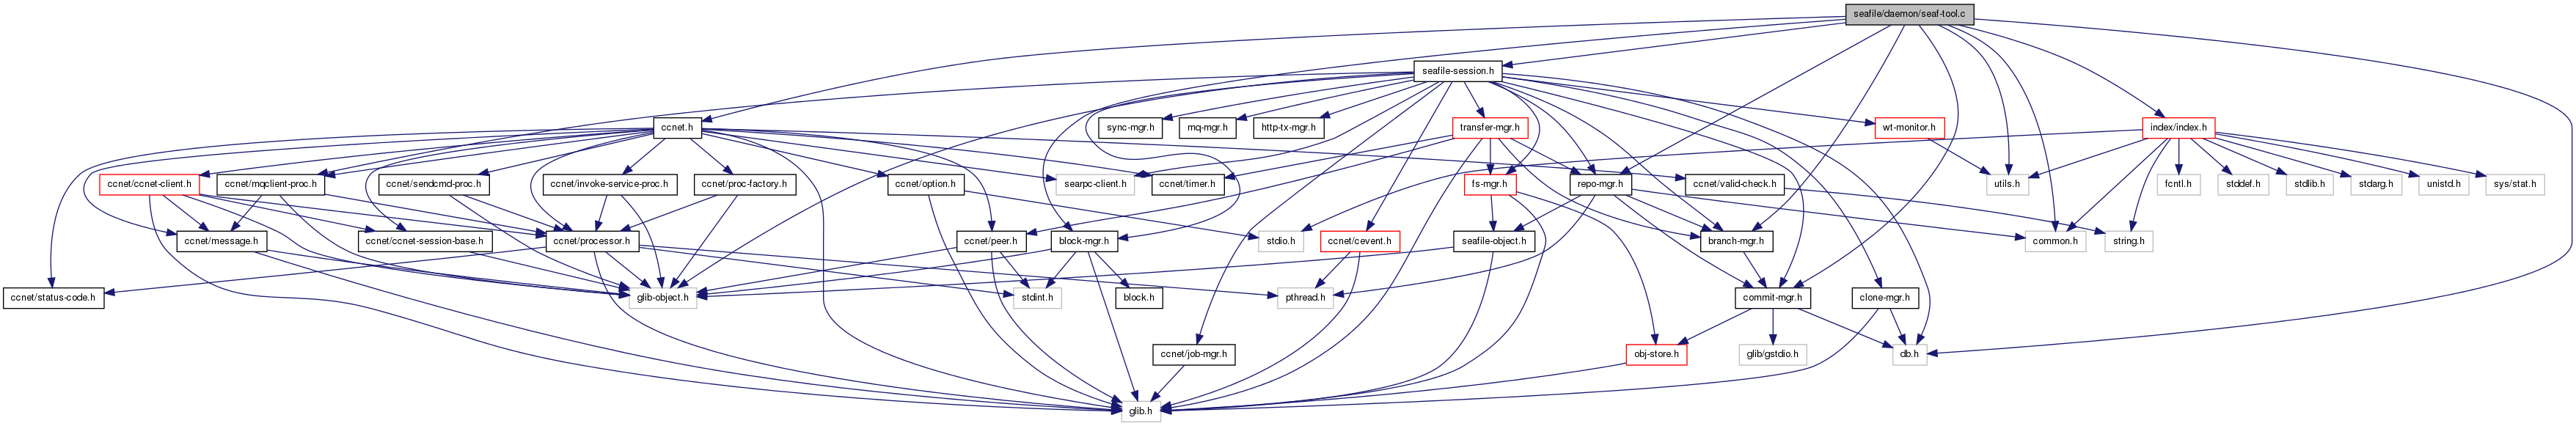 seafile/daemon/seaf-tool.c
seafile-session.h
ccnet.h
sync-mgr.h
mq-mgr.h
http-tx-mgr.h
transfer-mgr.h
wt-monitor.h
index/index.h
ccnet/ccnet-client.h
ccnet/mqclient-proc.h
ccnet/sendcmd-proc.h
ccnet/invoke-service-proc.h
ccnet/proc-factory.h
ccnet/option.h
searpc-client.h
ccnet/timer.h
fs-mgr.h
repo-mgr.h
ccnet/valid-check.h
utils.h
fcntl.h
stddef.h
stdlib.h
stdarg.h
unistd.h
sys/stat.h
ccnet/message.h
ccnet/ccnet-session-base.h
ccnet/processor.h
ccnet/peer.h
block-mgr.h
stdio.h
ccnet/cevent.h
seafile-object.h
branch-mgr.h
common.h
string.h
ccnet/status-code.h
glib-object.h
stdint.h
block.h
pthread.h
commit-mgr.h
clone-mgr.h
ccnet/job-mgr.h
obj-store.h
glib/gstdio.h
db.h
glib.h